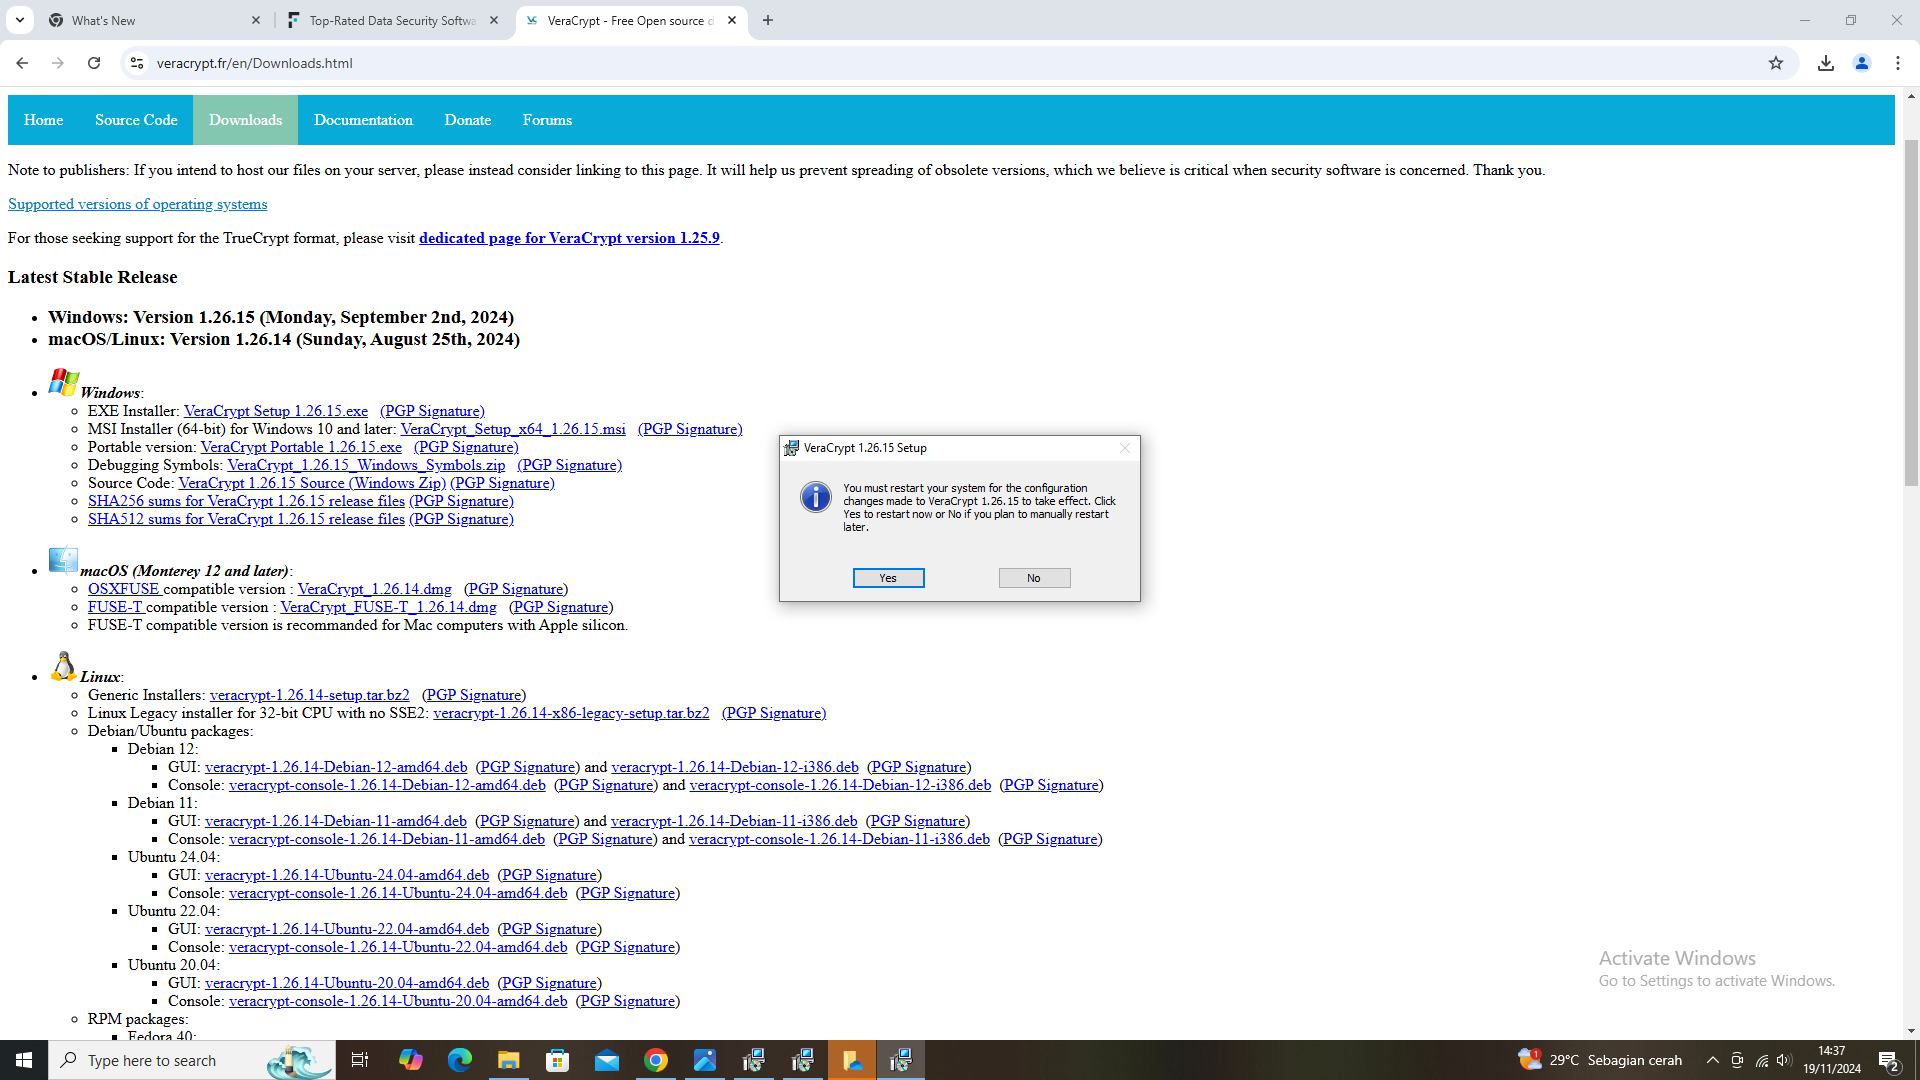 What's New
Top-Rated Data Security Softwa
VeraCrypt - Free Open source d
veracrypt.fr/en/Downloads.html
Home Source Code Downloads Documentation Donate Forums
Note to publishers: If you intend to host our files on your server, please instead consider linking to this page. It will help us prevent spreading of obsolete versions, which we believe is critical when security software is concerned. Thank you.
Supported versions of operating systems
For those seeking support for the TrueCrypt format, please visit dedicated page for VeraCrypt version 1.25.9.
Latest Stable Release
• Windows: Version 1.26.15 (Monday, September 2nd, 2024)
• macOS/Linux: Version 1.26.14 (Sunday, August 25th, 2024)
Windows:
EXE Installer: VeraCrypt Setup 1.26.15.exe (PGP Signature)
MSI Installer (64-bit) for Windows 10 and later: VeraCrypt_Setup_x64_1.26.15.msi (PGP Signature)
Portable version: VeraCrypt Portable 1.26.15.exe (PGP Signature)
Debugging Symbols: VeraCrypt_1.26.15_Windows_Symbols.zip (PGP Signature)
Source Code: VeraCrypt 1.26.15 Source (Windows Zip) (PGP Signature)
SHA256 sums for VeraCrypt 1.26.15 release files (PGP Signature)
SHA512 sums for VeraCrypt 1.26.15 release files (PGP Signature)
VeraCrypt 1.26.15 Setup
You must restart your system for the configuration
changes made to VeraCrypt 1.26.15 to take effect. Click
Yes to restart now or No if you plan to manually restart
later.
Yes No
macOS (Monterey 12 and later):
OSXFUSE compatible version : VeraCrypt_1.26.14.dmg (PGP Signature)
FUSE-T compatible version : VeraCrypt_FUSE-T_1.26.14.dmg (PGP Signature)
FUSE-T compatible version is recommanded for Mac computers with Apple silicon.
Linux:
Generic Installers: veracrypt-1.26.14-setup.tar.bz2 (PGP Signature)
Linux Legacy installer for 32-bit CPU with no SSE2: veracrypt-1.26.14-x86-legacy-setup.tar.bz2 (PGP Signature)
Debian/Ubuntu packages:
Debian 12:
GUI: veracrypt-1.26.14-Debian-12-amd64.deb (PGP Signature) and veracrypt-1.26.14-Debian-12-i386.deb (PGP Signature)
Console: veracrypt-console-1.26.14-Debian-12-amd64.deb (PGP Signature) and veracrypt-console-1.26.14-Debian-12-i386.deb (PGP Signature)
Debian 11:
GUI: veracrypt-1.26.14-Debian-11-amd64.deb (PGP Signature) and veracrypt-1.26.14-Debian-11-i386.deb (PGP Signature)
Console: veracrypt-console-1.26.14-Debian-11-amd64.deb (PGP Signature) and veracrypt-console-1.26.14-Debian-11-i386.deb (PGP Signature)
Ubuntu 24.04:
GUI: veracrypt-1.26.14-Ubuntu-24.04-amd64.deb (PGP Signature)
Console: veracrypt-console-1.26.14-Ubuntu-24.04-amd64.deb (PGP Signature)
Ubuntu 22.04:
GUI: veracrypt-1.26.14-Ubuntu-22.04-amd64.deb (PGP Signature)
Console: veracrypt-console-1.26.14-Ubuntu-22.04-amd64.deb (PGP Signature)
Ubuntu 20.04:
GUI: veracrypt-1.26.14-Ubuntu-20.04-amd64.deb (PGP Signature)
Console: veracrypt-console-1.26.14-Ubuntu-20.04-amd64.deb (PGP Signature)
RPM packages:
Fedora 40:
Activate Windows
Go to Settings to activate Windows.
Type here to search
1
29°C Sebagian cerah
14:37
19/11/2024
2